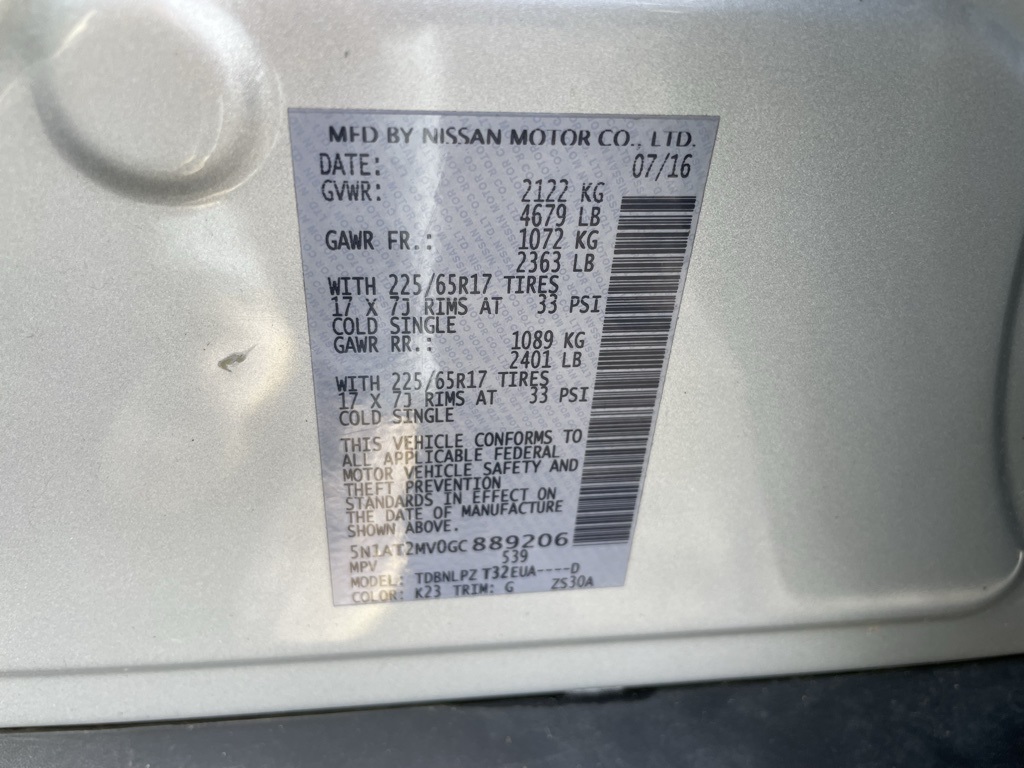 MFD BY NISSAN MOTOR CO., LTD.
DATE: 07/16
GVWR: 2122 KG
4679 LB
GAWR FR.: 1072 KG
2363 LB
WITH 225/65R17 TIRES
17 X 7J RIMS AT 33 PSI
COLD SINGLE
GAWR RR.: 1089 KG
2401 LB
WITH 225/65R17 TIRES
17 X 7J RIMS AT 33 PSI
COLD SINGLE
THIS VEHICLE CONFORMS TO
ALL APPLICABLE FEDERAL
MOTOR VEHICLE SAFETY AND
THEFT PREVENTION
STANDARDS IN EFFECT ON
THE DATE OF MANUFACTURE
SHOWN ABOVE.
5N1AT2MV0GC889206
MPV 539
MODEL: TDBNLPZ T32EUA----D
COLOR: K23 TRIM: G ZS30A